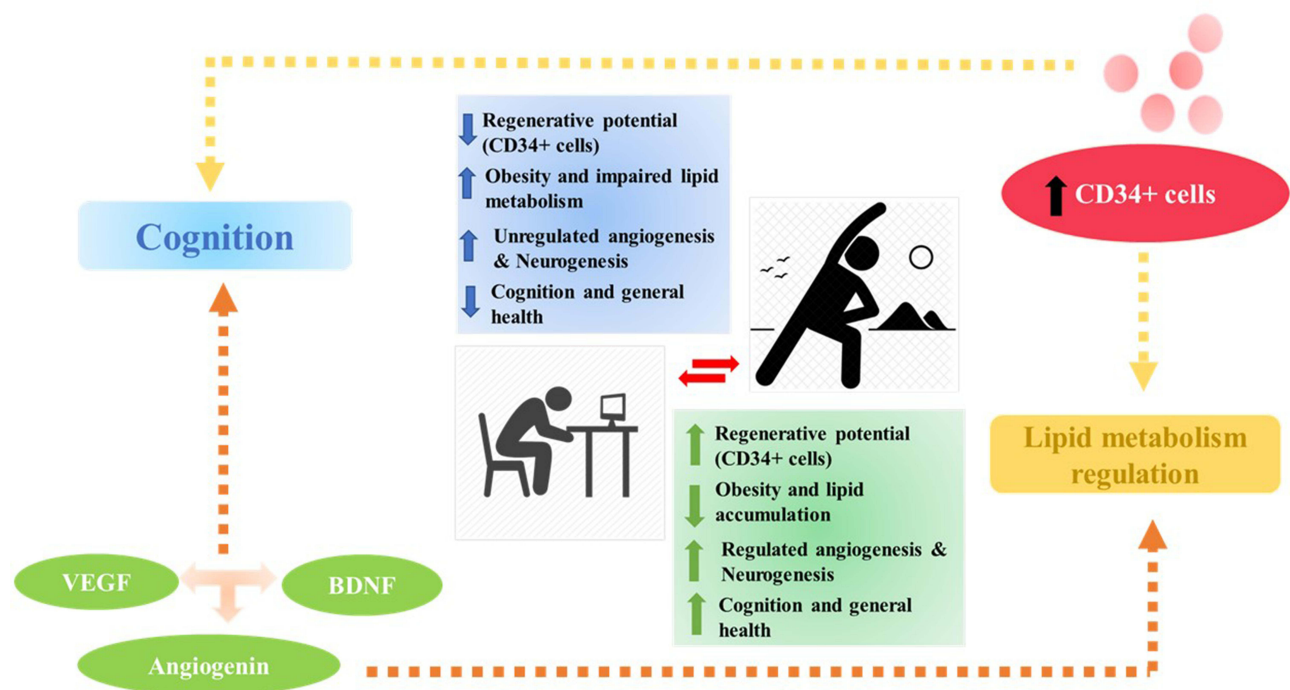 Regenerative potential
(CD34+ cells)
Obesity and impaired lipid
metabolism
Unregulated angiogenesis
& Neurogenesis
Cognition and general
health
CD34+ cells
Cognition
Regenerative potential
(CD34+ cells)
Obesity and lipid
accumulation
Regulated angiogenesis &
Neurogenesis
Cognition and general
health
Lipid metabolism
regulation
VEGF
BDNF
Angiogenin